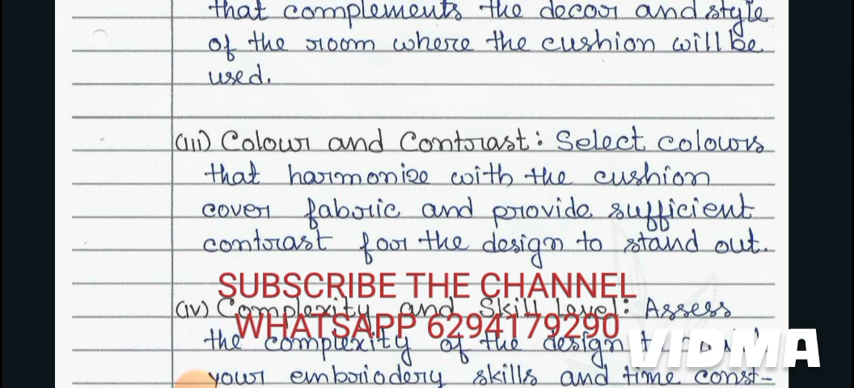 that complements the decor and style
of the room where the cushion will be
used.
(iii) Colour and Contrast: Select colours
that harmonize with the cushion
cover fabric and provide sufficient
contrast for the design to stand out.
SUBSCRIBE THE CHANNEL
(iv) Complexity and Skill level: Assess
WHATSAPP 6294179290
the complexity of the design
VIDMA
your embriodery skills and time const-